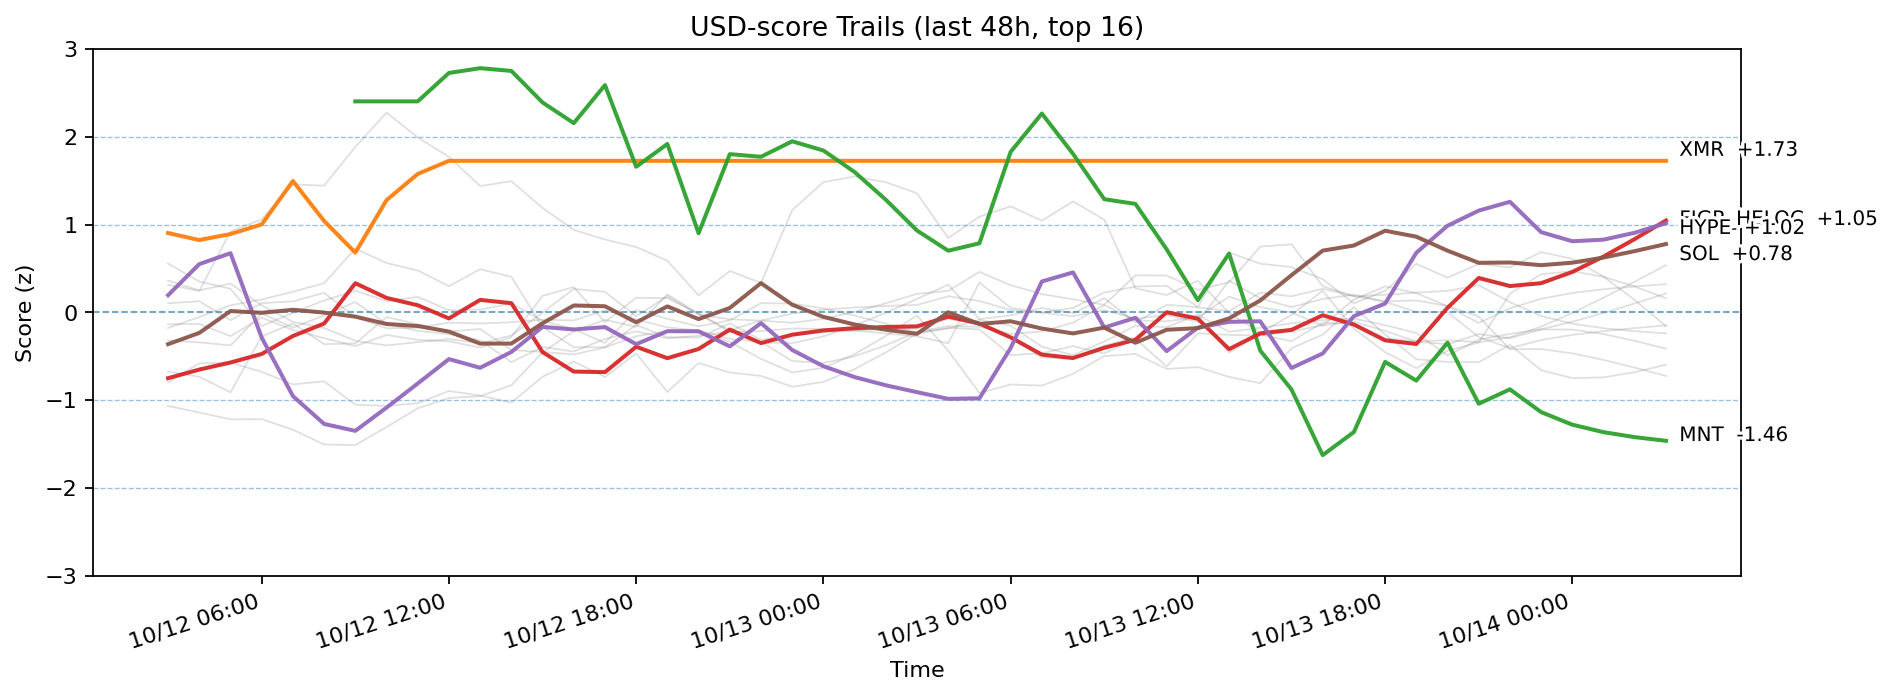 USD-score Trails (last 48h, top 16)
Score (z)
3
2
1
0
−1
−2
−3
XMR +1.73
FIGR_HELOC +1.05
HYPE +1.02
SOL +0.78
MNT -1.46
10/12 06:00
10/12 12:00
10/12 18:00
10/13 00:00
10/13 06:00
10/13 12:00
10/13 18:00
10/14 00:00
Time